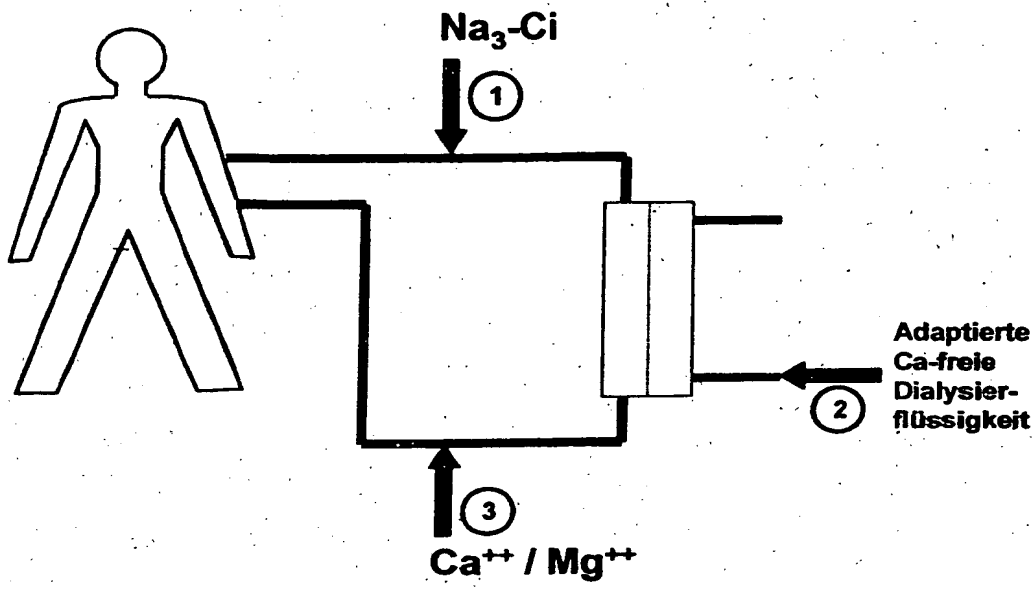 Na₃-Ci
1
Adaptierte
Ca-freie
Dialysier-
flüssigkeit
2
3
Ca⁺⁺ / Mg⁺⁺